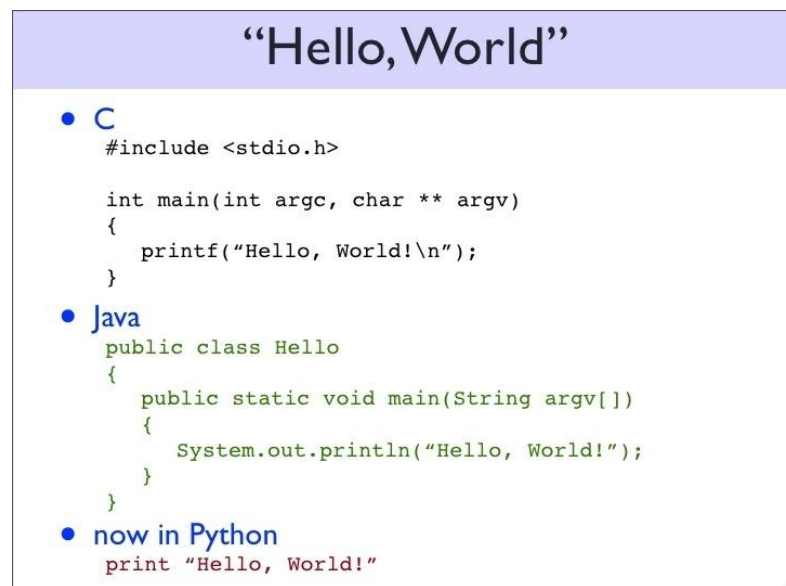 “Hello, World”
• C
#include <stdio.h>
int main(int argc, char ** argv)
{
printf(“Hello, World!\n”);
}
• Java
public class Hello
{
public static void main(String argv[])
{
System.out.println(“Hello, World!”);
}
}
• now in Python
print “Hello, World!”